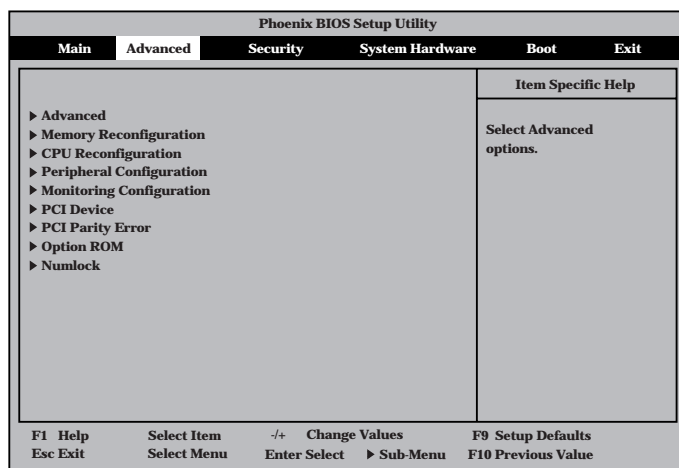 Phoenix BIOS Setup Utility
Main Advanced Security System Hardware Boot Exit
Item Specific Help
Select Advanced
options.
▶ Advanced
▶ Memory Reconfiguration
▶ CPU Reconfiguration
▶ Peripheral Configuration
▶ Monitoring Configuration
▶ PCI Device
▶ PCI Parity Error
▶ Option ROM
▶ Numlock
F1 Help Select Item -/+ Change Values F9 Setup Defaults
Esc Exit Select Menu Enter Select ▶ Sub-Menu F10 Previous Value